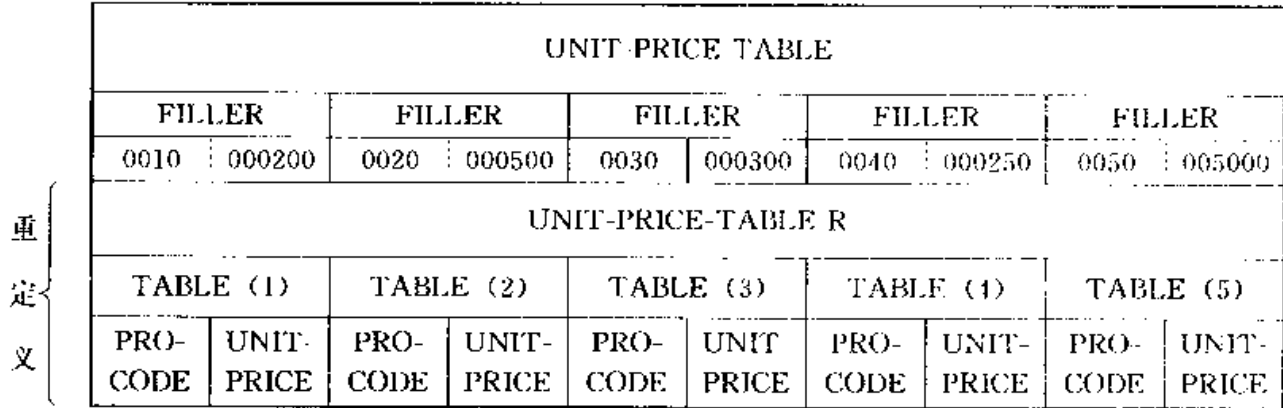 UNIT-PRICE TABLE
FILLER FILLER FILLER FILLER FILLER
0010 000200 0020 000500 0030 000300 0040 000250 0050 005000
重定义
UNIT-PRICE-TABLE R
TABLE (1) TABLE (2) TABLE (3) TABLE (4) TABLE (5)
PRO- UNIT- PRO- UNIT- PRO- UNIT PRO- UNIT- PRO- UNIT-
CODE PRICE CODE PRICE CODE PRICE CODE PRICE CODE PRICE